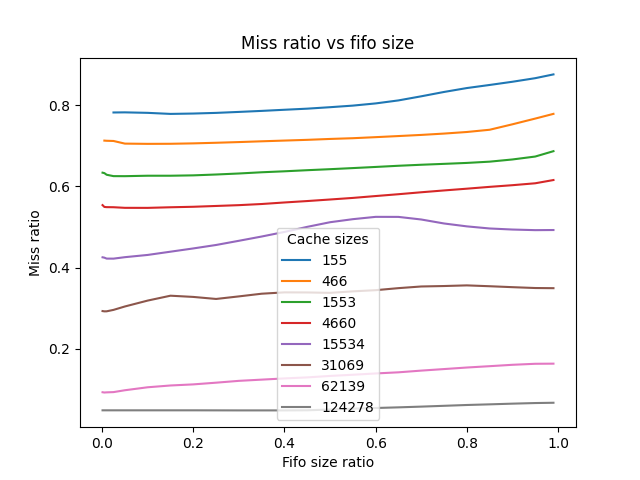 Miss ratio vs fifo size
Miss ratio
0.8
0.6
0.4
0.2
Cache sizes
155
466
1553
4660
15534
31069
62139
124278
0.0 0.2 0.4 0.6 0.8 1.0
Fifo size ratio